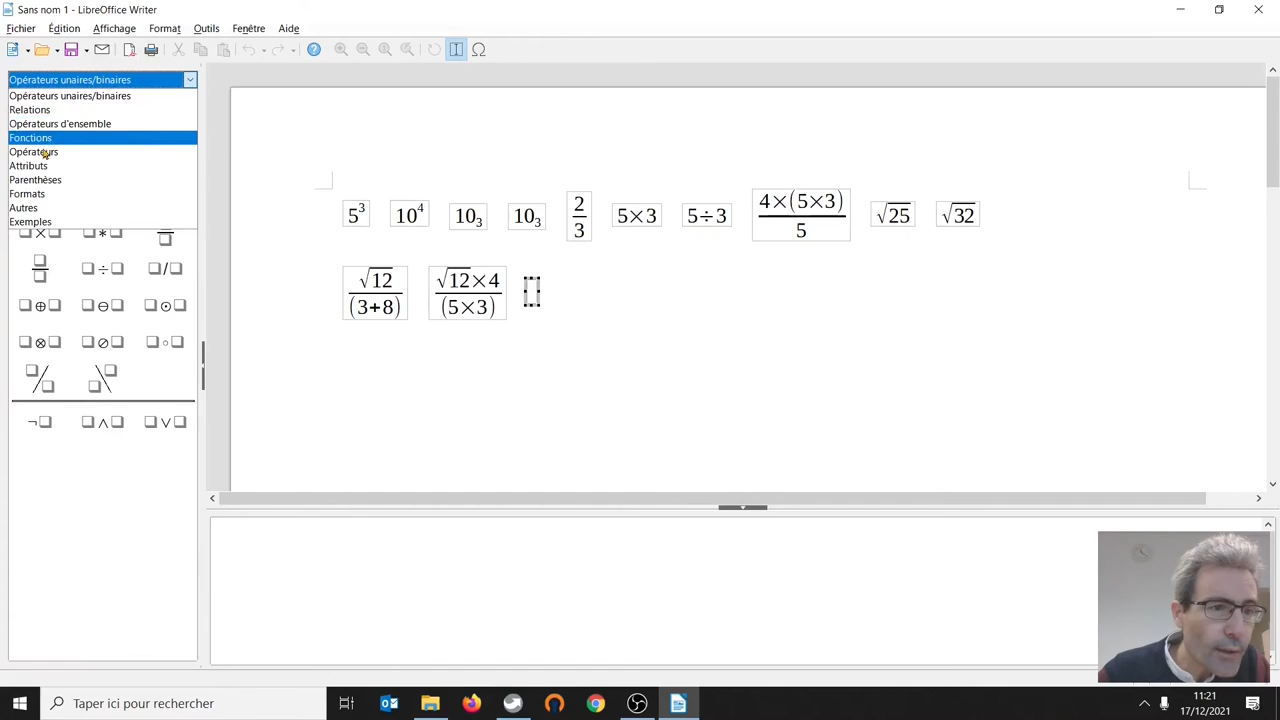 Sans nom 1 - LibreOffice Writer
Fichier Édition Affichage Format Outils Fenêtre Aide
Opérateurs unaires/binaires
Opérateurs unaires/binaires
Relations
Opérateurs d'ensemble
Fonctions
Opérateurs
Attributs
Parenthèses
Formats
Autres
Exemples
□×□ □∗□ □
□/□ □÷□ □/□
□⊕□ □⊖□ □⊙□
□⊗□ □⊘□ □∘□
□/□ □\□
¬□ □∧□ □∨□
5³ 10⁴ 10₃ 10₃ 2/3 5×3 5÷3 4×(5×3)/5 √25 √32
√12/(3+8) √12×4/(5×3)
Taper ici pour rechercher
11:21
17/12/2021